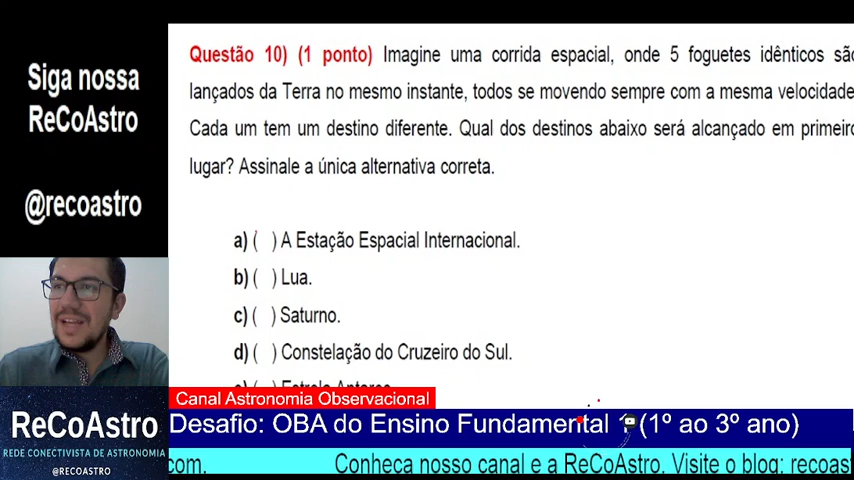 Siga nossa
ReCoAstro
@recoastro
Questão 10) (1 ponto) Imagine uma corrida espacial, onde 5 foguetes idênticos são
lançados da Terra no mesmo instante, todos se movendo sempre com a mesma velocidade
Cada um tem um destino diferente. Qual dos destinos abaixo será alcançado em primeiro
lugar? Assinale a única alternativa correta.
a) ( ) A Estação Espacial Internacional.
b) ( ) Lua.
c) ( ) Saturno.
d) ( ) Constelação do Cruzeiro do Sul.
e) ( ) Estrela Antares.
Canal Astronomia Observacional
ReCoAstro
REDE CONECTIVISTA DE ASTRONOMIA
@RECOASTRO
Desafio: OBA do Ensino Fundamental 1 (1º ao 3º ano)
com. Conheça nosso canal e a ReCoAstro. Visite o blog: recoas